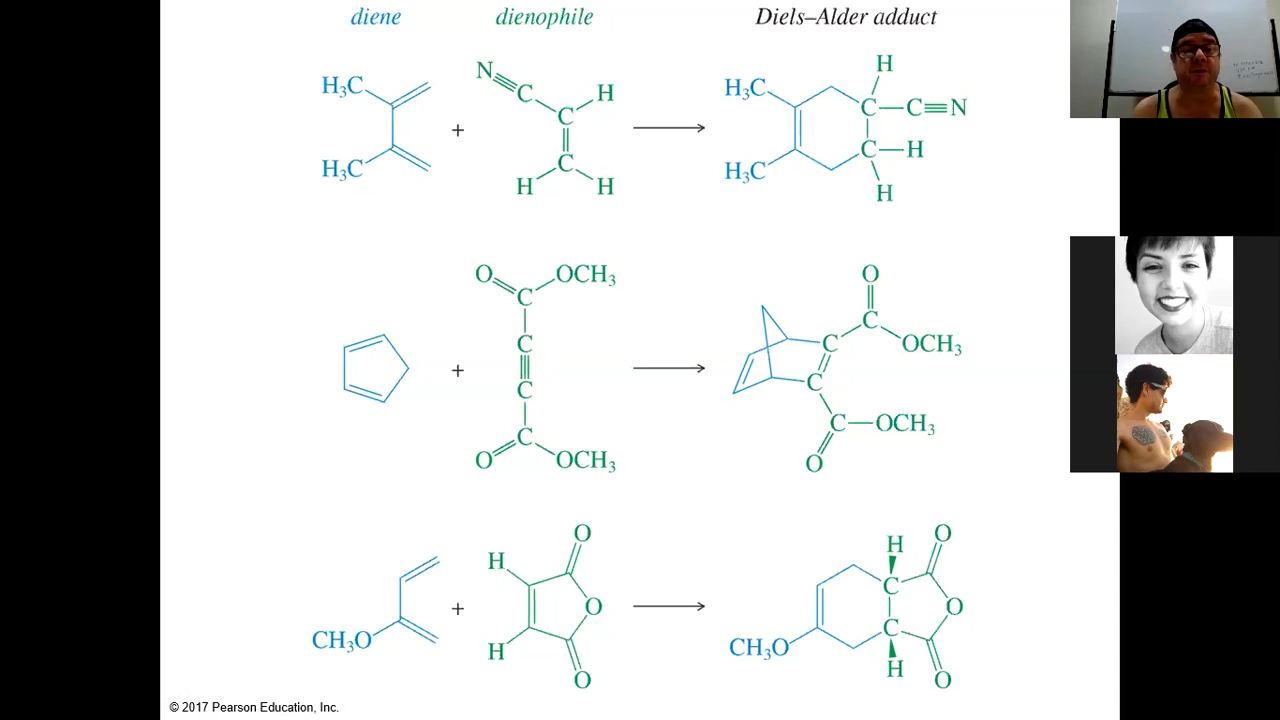 diene dienophile Diels–Alder adduct
H₃C N C C H H₃C H C C≡N
+
H₃C C H H H₃C C H H
O OCH₃ O
C C
C C OCH₃
+
C C
C C OCH₃
O OCH₃ O
H O H O
+ O C O
CH₃O H O CH₃O C H O
© 2017 Pearson Education, Inc.